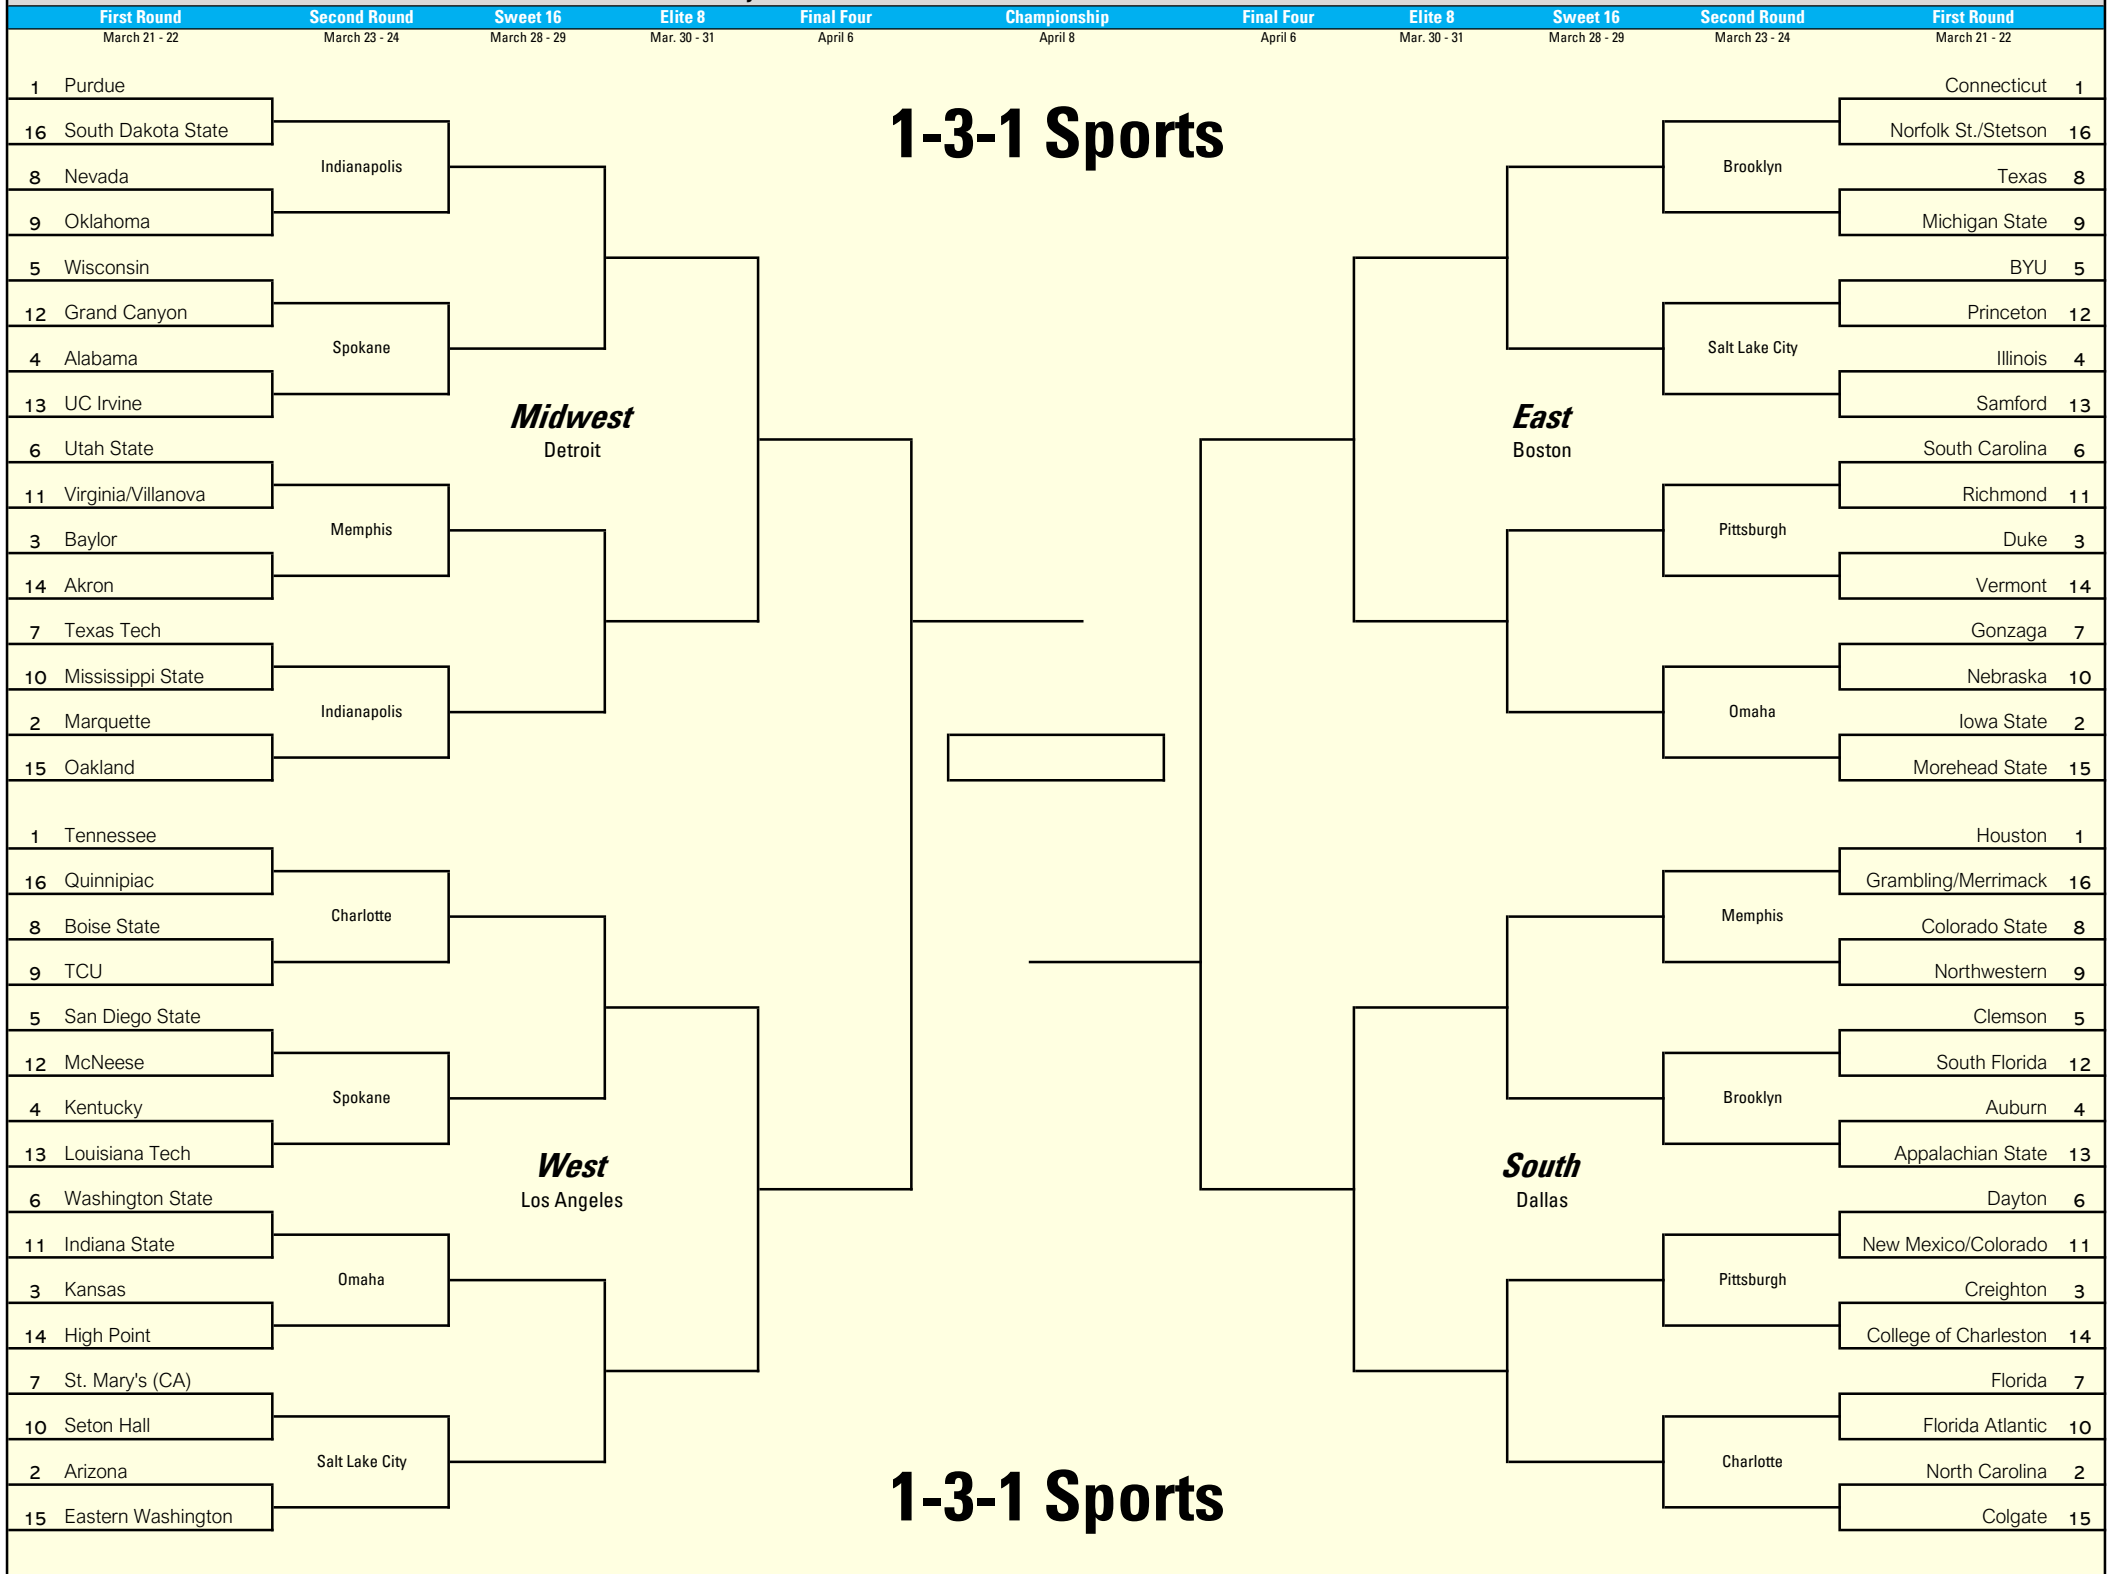 First Round Second Round Sweet 16 Elite 8 Final Four Championship Final Four Elite 8 Sweet 16 Second Round First Round
March 21 - 22 March 23 - 24 March 28 - 29 Mar. 30 - 31 April 6 April 8 April 6 Mar. 30 - 31 March 28 - 29 March 23 - 24 March 21 - 22
1-3-1 Sports
1 Purdue
16 South Dakota State
Indianapolis
8 Nevada
9 Oklahoma
5 Wisconsin
12 Grand Canyon
Spokane
4 Alabama
13 UC Irvine
Midwest
Detroit
6 Utah State
11 Virginia/Villanova
Memphis
3 Baylor
14 Akron
7 Texas Tech
10 Mississippi State
Indianapolis
2 Marquette
15 Oakland
1 Tennessee
16 Quinnipiac
Charlotte
8 Boise State
9 TCU
5 San Diego State
12 McNeese
Spokane
4 Kentucky
13 Louisiana Tech
West
Los Angeles
6 Washington State
11 Indiana State
Omaha
3 Kansas
14 High Point
7 St. Mary's (CA)
10 Seton Hall
Salt Lake City
2 Arizona
15 Eastern Washington
Connecticut 1
Norfolk St./Stetson 16
Brooklyn
Texas 8
Michigan State 9
BYU 5
Princeton 12
Salt Lake City
Illinois 4
Samford 13
East
Boston
South Carolina 6
Richmond 11
Pittsburgh
Duke 3
Vermont 14
Gonzaga 7
Nebraska 10
Omaha
Iowa State 2
Morehead State 15
Houston 1
Grambling/Merrimack 16
Memphis
Colorado State 8
Northwestern 9
Clemson 5
South Florida 12
Brooklyn
Auburn 4
Appalachian State 13
South
Dallas
Dayton 6
New Mexico/Colorado 11
Pittsburgh
Creighton 3
College of Charleston 14
Florida 7
Florida Atlantic 10
Charlotte
North Carolina 2
Colgate 15
1-3-1 Sports